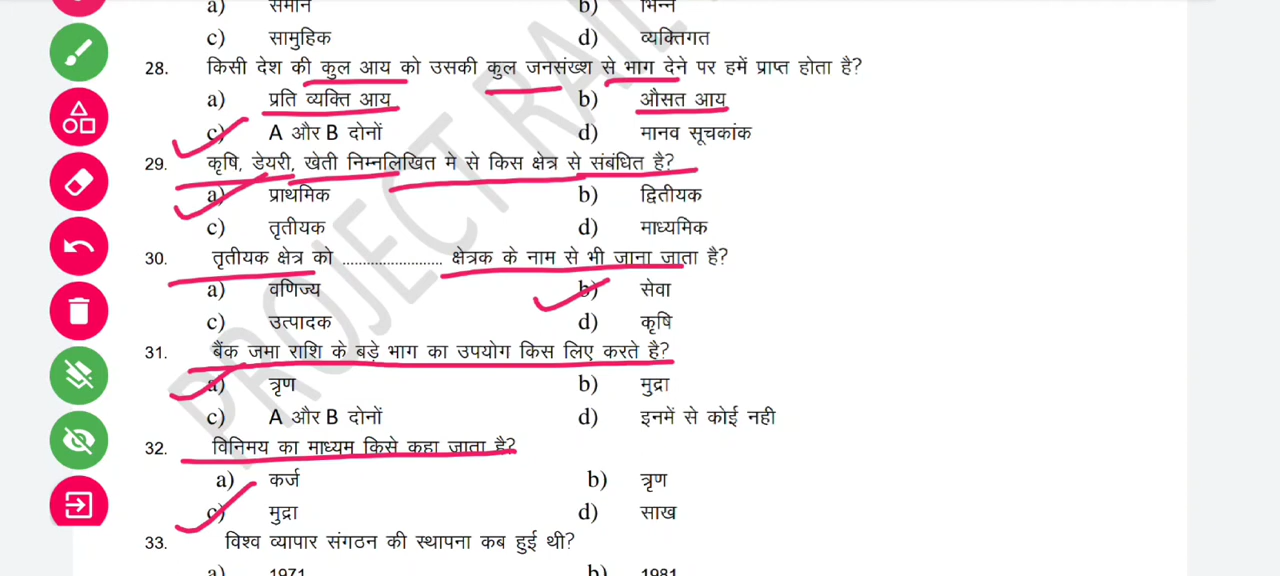 a) समान b) भिन्न
c) सामुहिक d) व्यक्तिगत
28. किसी देश की कुल आय को उसकी कुल जनसंख्श से भाग देने पर हमें प्राप्त होता है?
a) प्रति व्यक्ति आय b) औसत आय
c) A और B दोनों d) मानव सूचकांक
29. कृषि, डेयरी, खेती निम्नलिखित मे से किस क्षेत्र से संबंधित है?
a) प्राथमिक b) द्वितीयक
c) तृतीयक d) माध्यमिक
30. तृतीयक क्षेत्र को ...................... क्षेत्रक के नाम से भी जाना जाता है?
a) वणिज्य b) सेवा
c) उत्पादक d) कृषि
31. बैंक जमा राशि के बड़े भाग का उपयोग किस लिए करते है?
a) त्रृण b) मुद्रा
c) A और B दोनों d) इनमें से कोई नही
32. विनिमय का माध्यम किसे कहा जाता है?
a) कर्ज b) त्रृण
c) मुद्रा d) साख
33. विश्व व्यापार संगठन की स्थापना कब हुई थी?
a) 1971 b) 1981
PROJECT RAIL